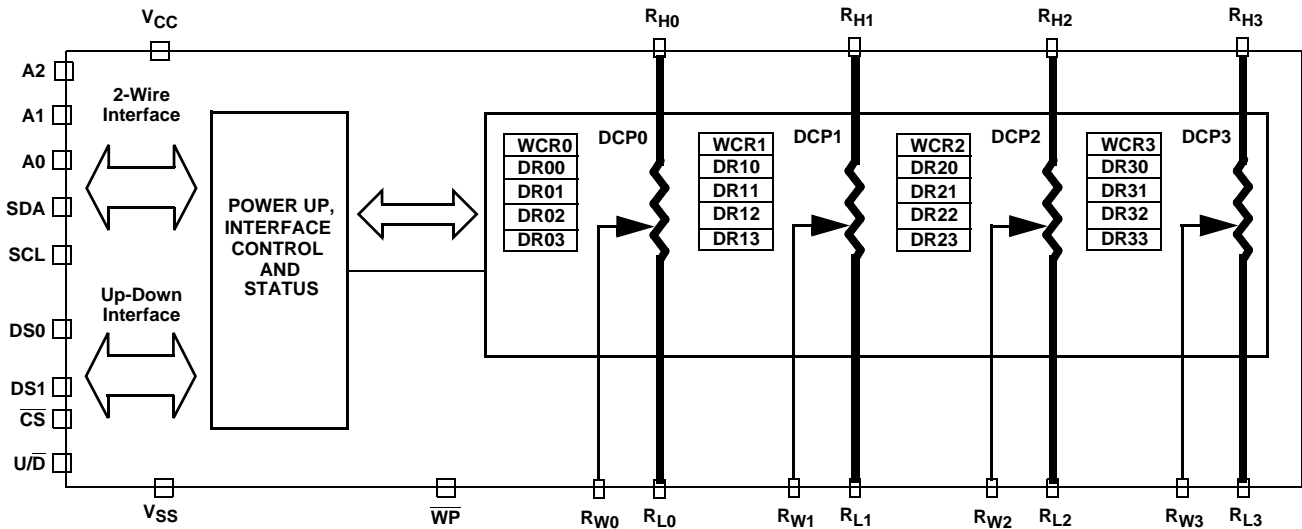 VCC
RH0
RH1
RH2
RH3
A2
A1
A0
SDA
SCL
DS0
DS1
C̅S̅
U/D̅
2-Wire
Interface
Up-Down
Interface
POWER UP,
INTERFACE
CONTROL
AND
STATUS
WCR0
DR00
DR01
DR02
DR03
DCP0
WCR1
DR10
DR11
DR12
DR13
DCP1
WCR2
DR20
DR21
DR22
DR23
DCP2
WCR3
DR30
DR31
DR32
DR33
DCP3
VSS
W̅P̅
RW0
RL0
RW1
RL1
RW2
RL2
RW3
RL3